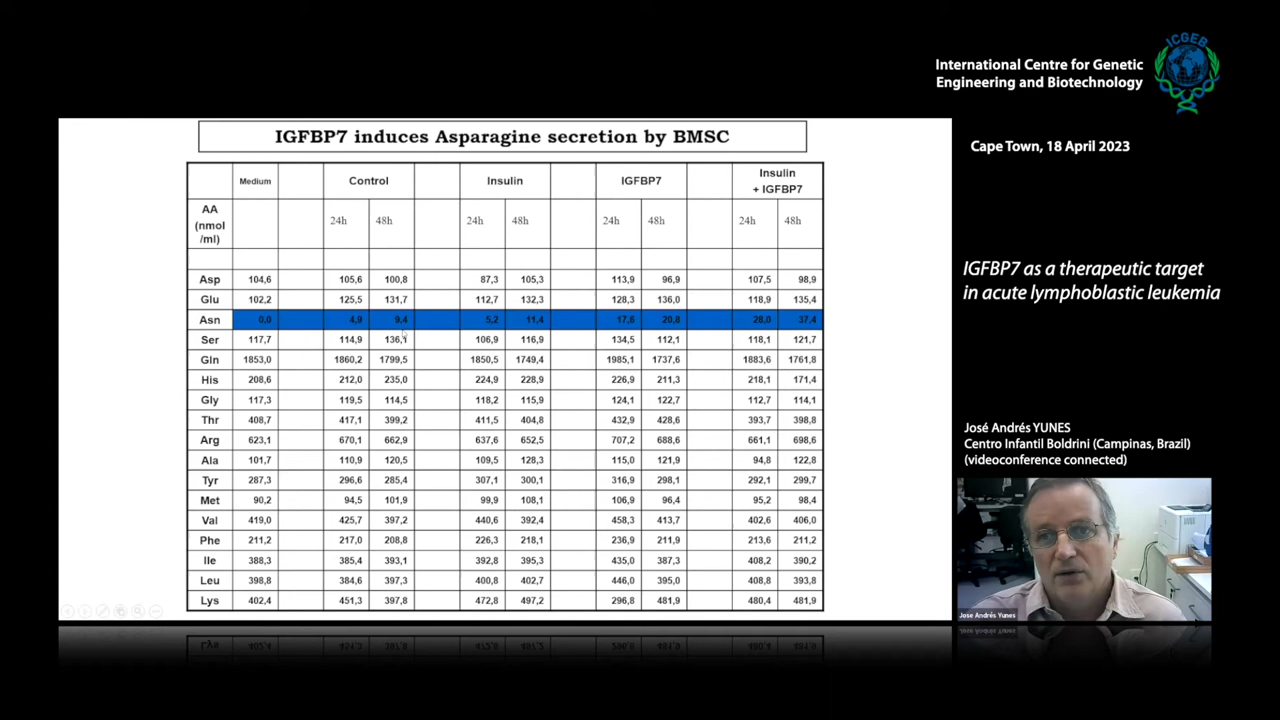 ICGEB
International Centre for Genetic
Engineering and Biotechnology
Cape Town, 18 April 2023
IGFBP7 induces Asparagine secretion by BMSC
Medium Control Insulin IGFBP7 Insulin + IGFBP7
AA (nmol /ml) 24h 48h 24h 48h 24h 48h 24h 48h
Asp 104,6 105,6 100,8 87,3 105,3 113,9 96,9 107,5 98,9
Glu 102,2 125,5 131,7 112,7 132,3 128,3 136,0 118,9 135,4
Asn 0,0 4,9 9,4 5,2 11,4 17,6 20,8 26,0 37,4
Ser 117,7 114,9 136,1 106,9 116,9 134,5 112,1 118,1 121,7
Gln 1853,0 1860,2 1799,5 1850,5 1749,4 1985,1 1737,6 1883,6 1761,8
His 208,6 212,0 235,0 224,9 228,9 226,9 211,3 218,1 171,4
Gly 117,3 119,5 114,5 118,2 115,9 124,1 122,7 112,7 114,1
Thr 408,7 417,1 399,2 411,5 404,8 432,9 428,6 393,7 398,8
Arg 623,1 670,1 662,9 637,6 652,5 707,2 688,6 661,1 698,6
Ala 101,7 110,9 120,5 109,5 128,3 115,0 121,9 94,8 122,8
Tyr 287,3 296,6 285,4 307,1 300,1 316,9 298,1 292,1 299,7
Met 90,2 94,5 101,9 99,9 108,1 106,9 96,4 95,2 98,4
Val 419,0 425,7 397,2 440,6 392,4 458,3 413,7 402,6 406,0
Phe 211,2 217,0 208,8 226,3 218,1 236,9 211,9 213,6 211,2
Ile 388,3 385,4 393,1 392,8 395,3 435,0 387,3 408,2 390,2
Leu 398,8 384,6 397,3 400,8 402,7 446,0 395,0 408,8 393,8
Lys 402,4 451,3 397,8 472,8 497,2 296,8 481,9 480,4 481,9
IGFBP7 as a therapeutic target
in acute lymphoblastic leukemia
José Andrés YUNES
Centro Infantil Boldrini (Campinas, Brazil)
(videoconference connected)
Jose Andrés Yunes